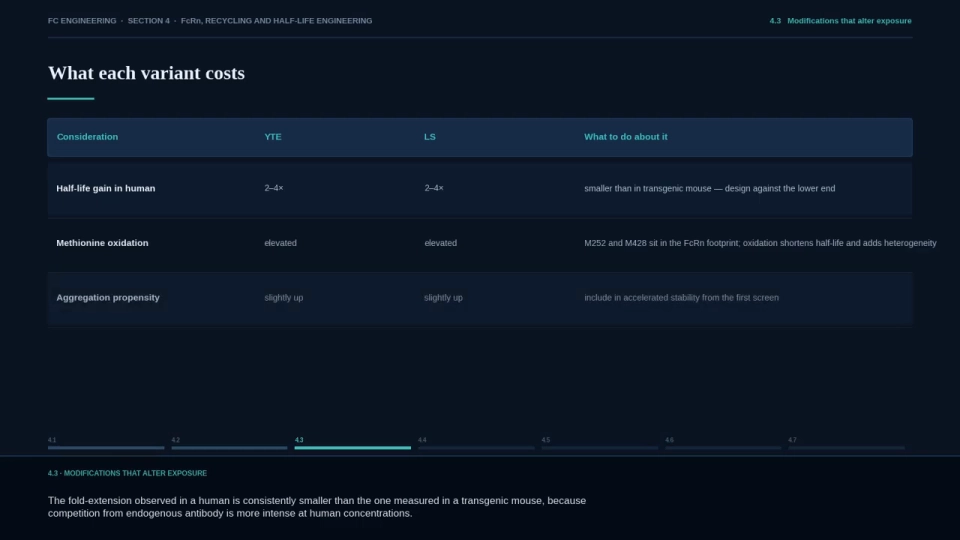 FC ENGINEERING · SECTION 4 · FcRn, RECYCLING AND HALF-LIFE ENGINEERING
4.3 Modifications that alter exposure
What each variant costs
Consideration YTE LS What to do about it
Half-life gain in human 2–4× 2–4× smaller than in transgenic mouse — design against the lower end
Methionine oxidation elevated elevated M252 and M428 sit in the FcRn footprint; oxidation shortens half-life and adds heterogeneity
Aggregation propensity slightly up slightly up include in accelerated stability from the first screen
4.1 4.2 4.3 4.4 4.5 4.6 4.7
4.3 · MODIFICATIONS THAT ALTER EXPOSURE
The fold-extension observed in a human is consistently smaller than the one measured in a transgenic mouse, because
competition from endogenous antibody is more intense at human concentrations.